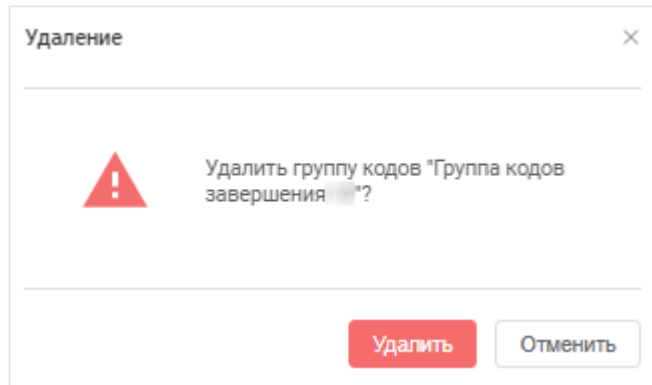 Удаление
Удалить группу кодов "Группа кодов
завершения "?
Удалить
Отменить